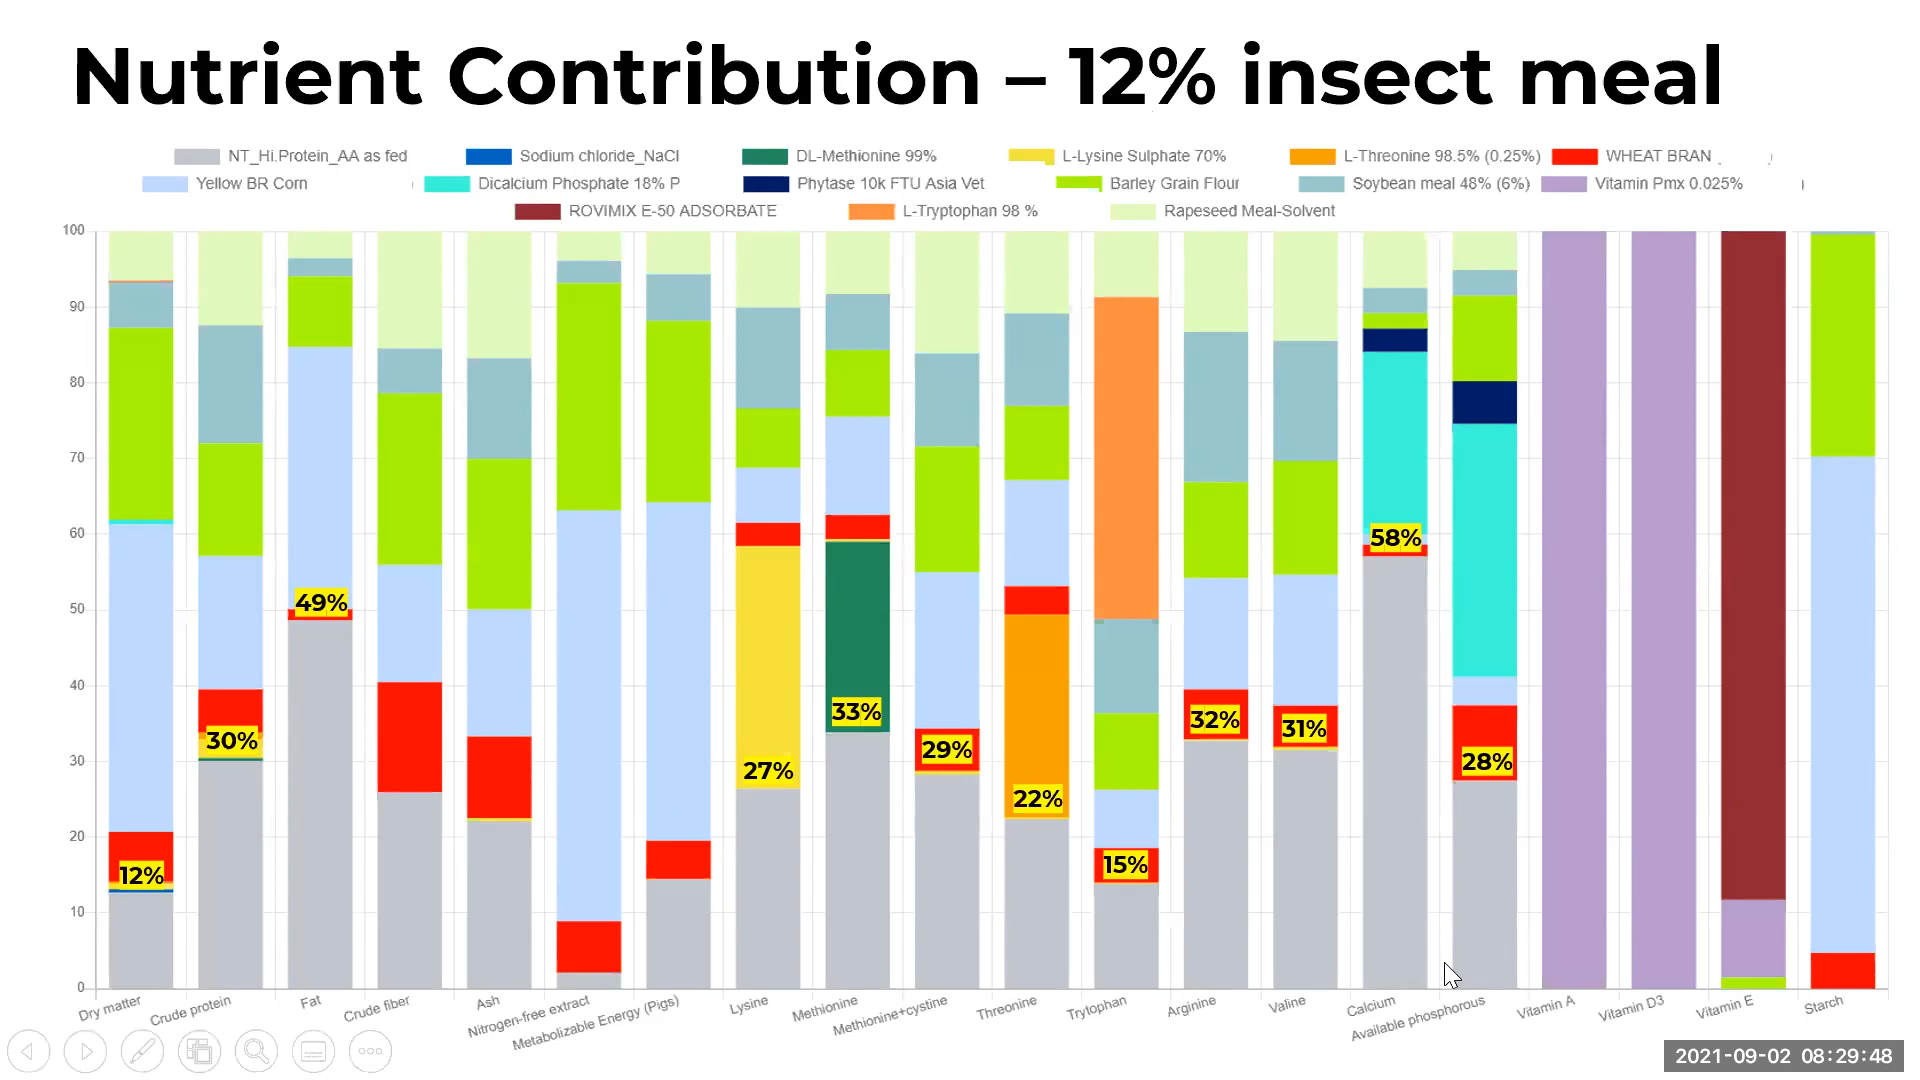 Nutrient Contribution – 12% insect meal
NT_Hi.Protein_AA as fed Sodium chloride_NaCl DL-Methionine 99% L-Lysine Sulphate 70% L-Threonine 98.5% (0.25%) WHEAT BRAN
Yellow BR Corn Dicalcium Phosphate 18% P Phytase 10k FTU Asia Vet Barley Grain Flour Soybean meal 48% (6%) Vitamin Pmx 0.025%
ROVIMIX E-50 ADSORBATE L-Tryptophan 98 % Rapeseed Meal-Solvent
100
90
80
70
60
50
40
30
20
10
0
12%
30%
49%
27%
33%
29%
22%
15%
32%
31%
58%
28%
Dry matter
Crude protein
Fat
Crude fiber
Ash
Nitrogen-free extract
Metabolizable Energy (Pigs)
Lysine
Methionine
Methionine+cystine
Threonine
Trytophan
Arginine
Valine
Calcium
Available phosphorous
Vitamin A
Vitamin D3
Vitamin E
Starch
2021-09-02 08:29:48